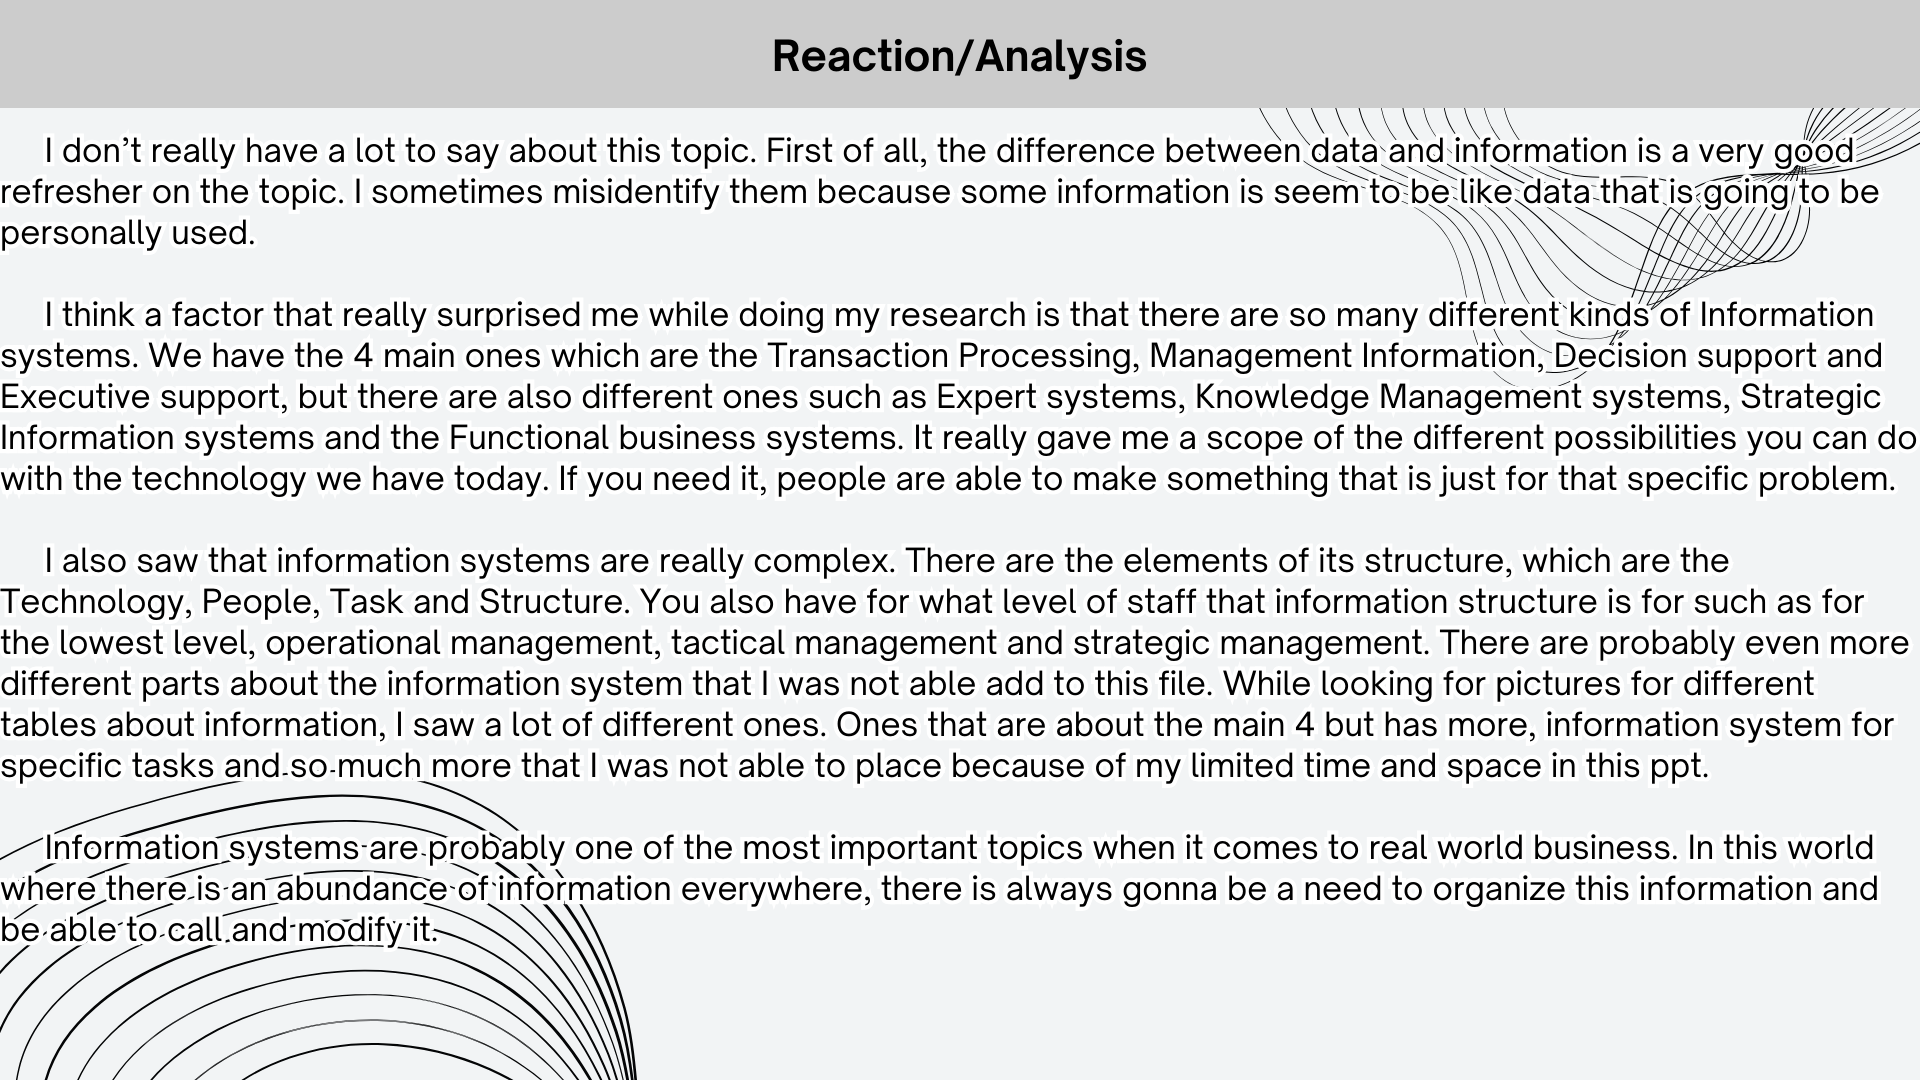 Reaction/Analysis
I don’t really have a lot to say about this topic. First of all, the difference between data and information is a very good
refresher on the topic. I sometimes misidentify them because some information is seem to be like data that is going to be
personally used.
I think a factor that really surprised me while doing my research is that there are so many different kinds of Information
systems. We have the 4 main ones which are the Transaction Processing, Management Information, Decision support and
Executive support, but there are also different ones such as Expert systems, Knowledge Management systems, Strategic
Information systems and the Functional business systems. It really gave me a scope of the different possibilities you can do
with the technology we have today. If you need it, people are able to make something that is just for that specific problem.
I also saw that information systems are really complex. There are the elements of its structure, which are the
Technology, People, Task and Structure. You also have for what level of staff that information structure is for such as for
the lowest level, operational management, tactical management and strategic management. There are probably even more
different parts about the information system that I was not able add to this file. While looking for pictures for different
tables about information, I saw a lot of different ones. Ones that are about the main 4 but has more, information system for
specific tasks and so much more that I was not able to place because of my limited time and space in this ppt.
Information systems are probably one of the most important topics when it comes to real world business. In this world
where there is an abundance of information everywhere, there is always gonna be a need to organize this information and
be able to call and modify it.